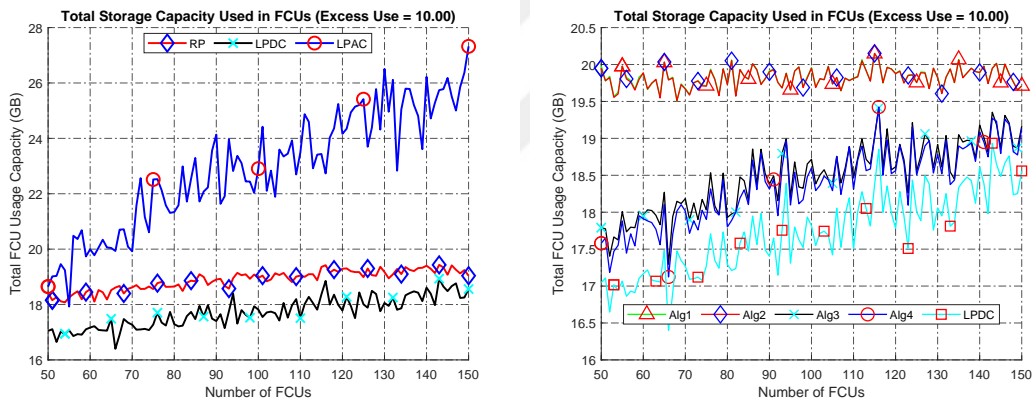 Total Storage Capacity Used in FCUs (Excess Use = 10.00)
28
26
24
22
20
18
16
Total FCU Usage Capacity (GB)
RP
LPDC
LPAC
50 60 70 80 90 100 110 120 130 140 150
Number of FCUs
Total Storage Capacity Used in FCUs (Excess Use = 10.00)
20.5
20
19.5
19
18.5
18
17.5
17
16.5
16
Total FCU Usage Capacity (GB)
Alg1
Alg2
Alg3
Alg4
LPDC
50 60 70 80 90 100 110 120 130 140 150
Number of FCUs